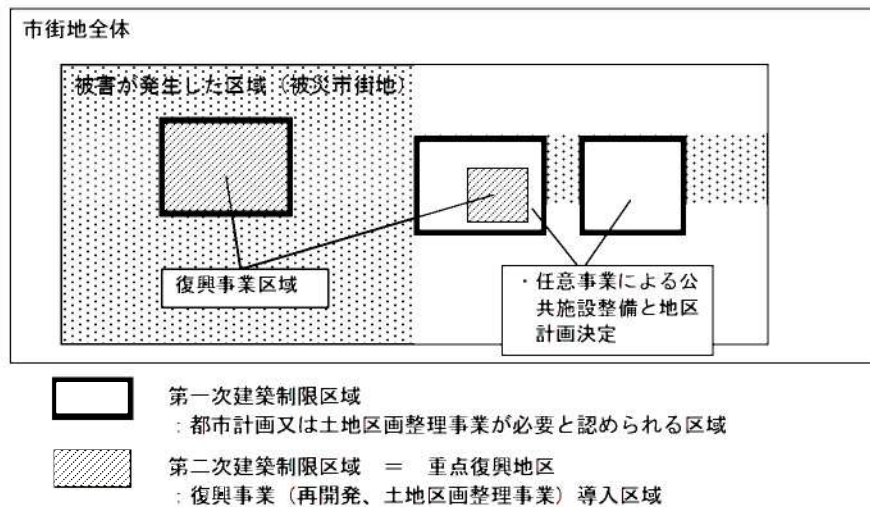 市街地全体
被害が発生した区域（被災市街地）
復興事業区域
・任意事業による公
共施設整備と地区
計画決定
第一次建築制限区域
：都市計画又は土地区画整理事業が必要と認められる区域
第二次建築制限区域　＝　重点復興地区
：復興事業（再開発、土地区画整理事業）導入区域